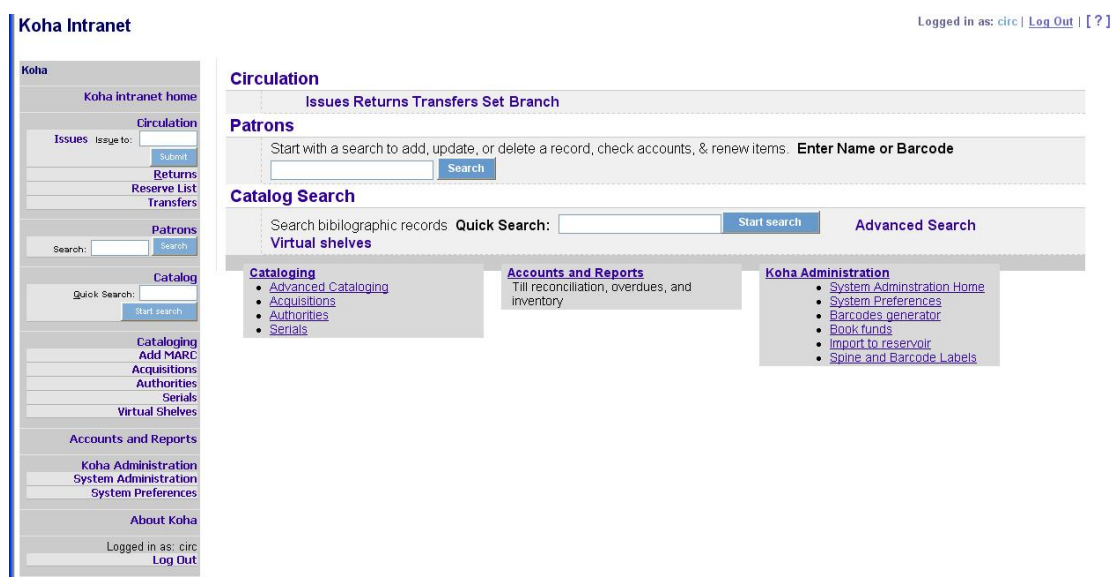 Koha Intranet
Logged in as: circ | Log Out | [ ? ]
Koha
Koha intranet home
Circulation
Issues Issue to:
Submit
Returns
Reserve List
Transfers
Patrons
Search: Search
Catalog
Quick Search:
Start search
Cataloging
Add MARC
Acquisitions
Authorities
Serials
Virtual Shelves
Accounts and Reports
Koha Administration
System Administration
System Preferences
About Koha
Logged in as: circ
Log Out
Circulation
Issues Returns Transfers Set Branch
Patrons
Start with a search to add, update, or delete a record, check accounts, & renew items. Enter Name or Barcode
Search
Catalog Search
Search bibilographic records Quick Search: Start search Advanced Search
Virtual shelves
Cataloging
• Advanced Cataloging
• Acquisitions
• Authorities
• Serials
Accounts and Reports
Till reconciliation, overdues, and
inventory
Koha Administration
• System Adminstration Home
• System Preferences
• Barcodes generator
• Book funds
• Import to reservoir
• Spine and Barcode Labels